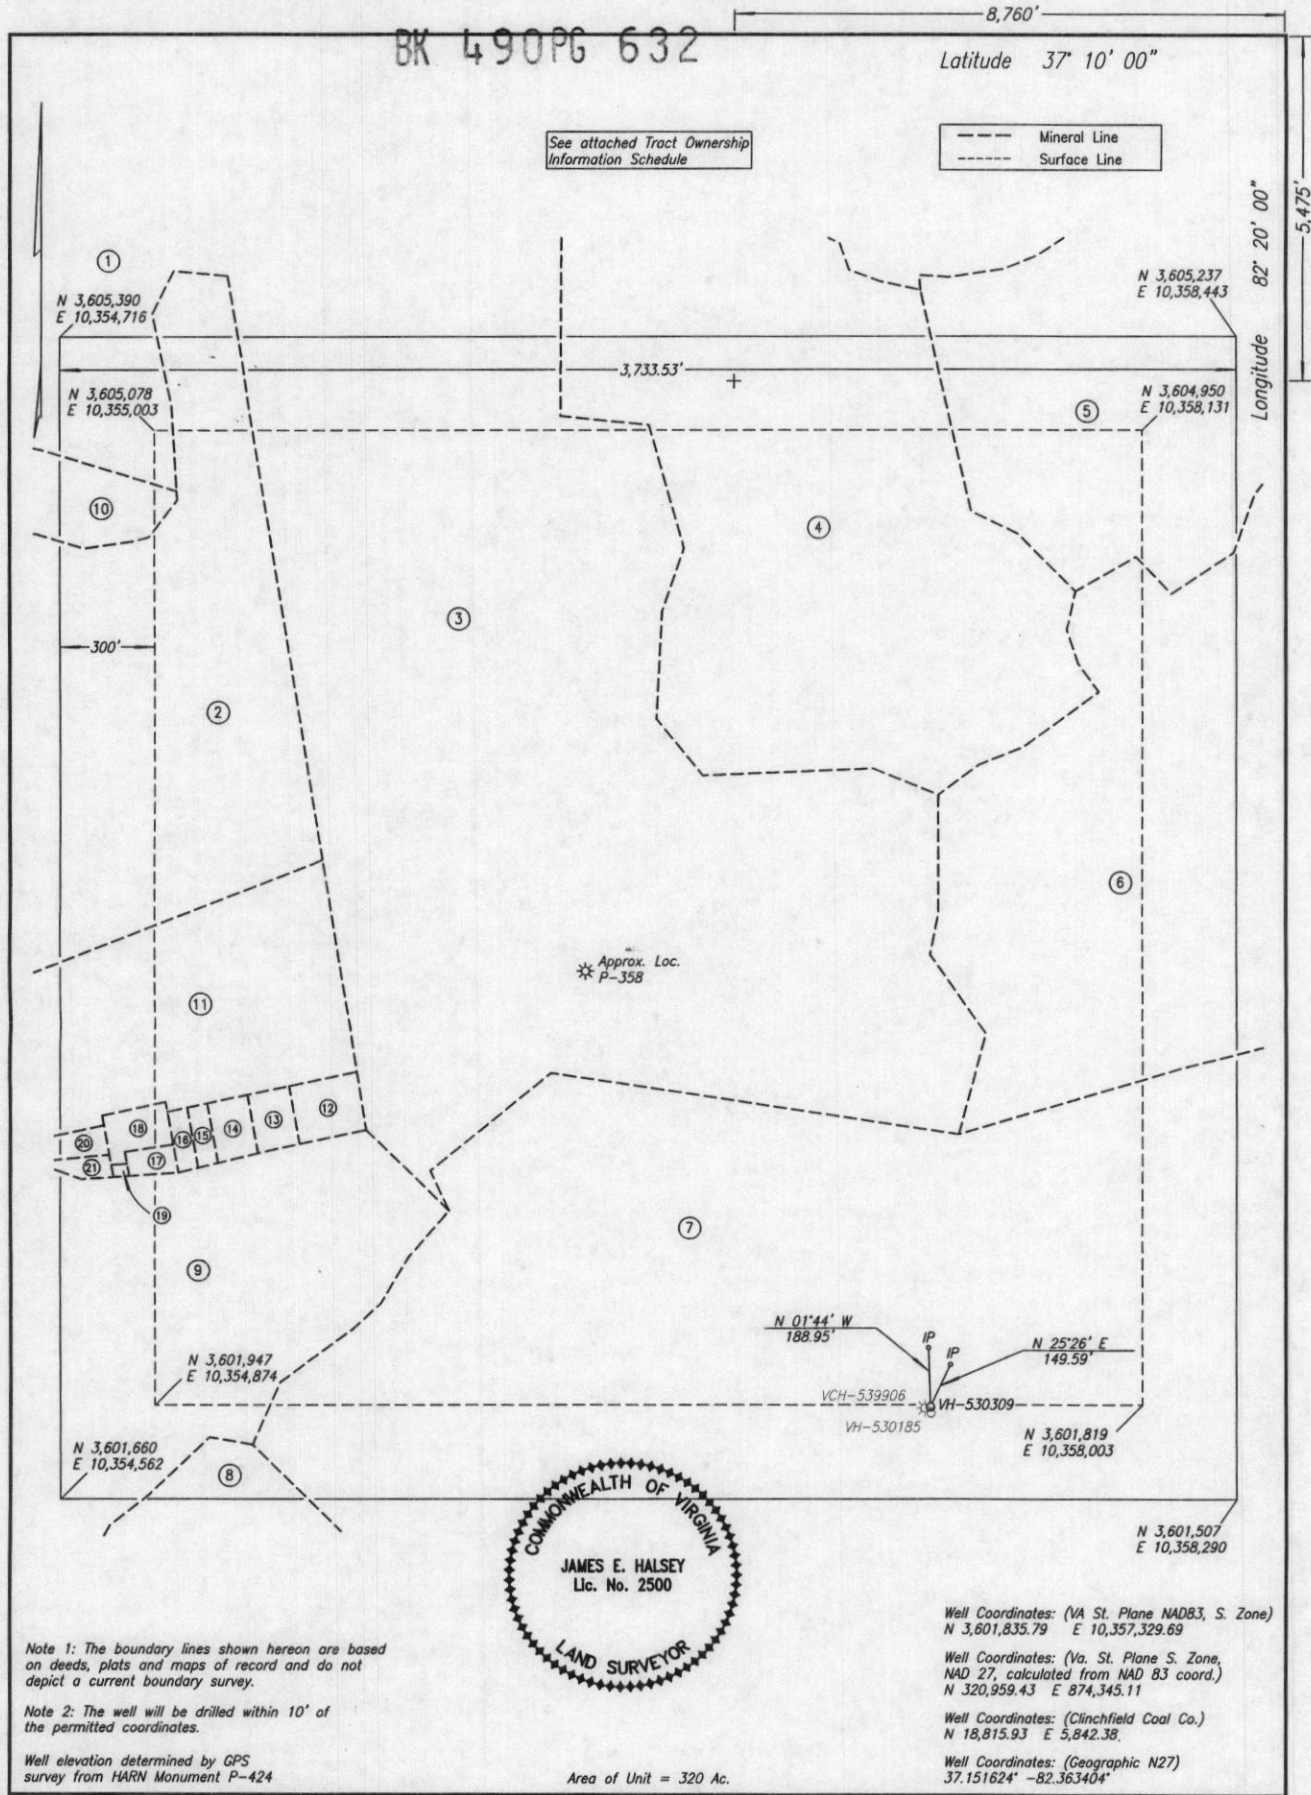 8,760'
BK 490PG 632
Latitude 37° 10' 00"
See attached Tract Ownership
Information Schedule
Mineral Line
Surface Line
5,475'
Longitude 82° 20' 00"
1
N 3,605,390
E 10,354,716
N 3,605,237
E 10,358,443
3,733.53'
N 3,605,078
E 10,355,003
N 3,604,950
E 10,358,131
5
10
4
3
300'
2
6
Approx. Loc.
P-358
11
12
13
14
15
16
18
20
17
21
19
7
9
N 01°44' W
188.95'
IP
IP
N 25°26' E
149.59'
N 3,601,947
E 10,354,874
VCH-539906
VH-530309
VH-530185
N 3,601,819
E 10,358,003
N 3,601,660
E 10,354,562
8
N 3,601,507
E 10,358,290
COMMONWEALTH OF VIRGINIA
JAMES E. HALSEY
Lic. No. 2500
LAND SURVEYOR
Note 1: The boundary lines shown hereon are based
on deeds, plats and maps of record and do not
depict a current boundary survey.
Note 2: The well will be drilled within 10' of
the permitted coordinates.
Well elevation determined by GPS
survey from HARN Monument P-424
Area of Unit = 320 Ac.
Well Coordinates: (VA St. Plane NAD83, S. Zone)
N 3,601,835.79 E 10,357,329.69
Well Coordinates: (Va. St. Plane S. Zone,
NAD 27, calculated from NAD 83 coord.)
N 320,959.43 E 874,345.11
Well Coordinates: (Clinchfield Coal Co.)
N 18,815.93 E 5,842.38
Well Coordinates: (Geographic N27)
37.151624° -82.363404°